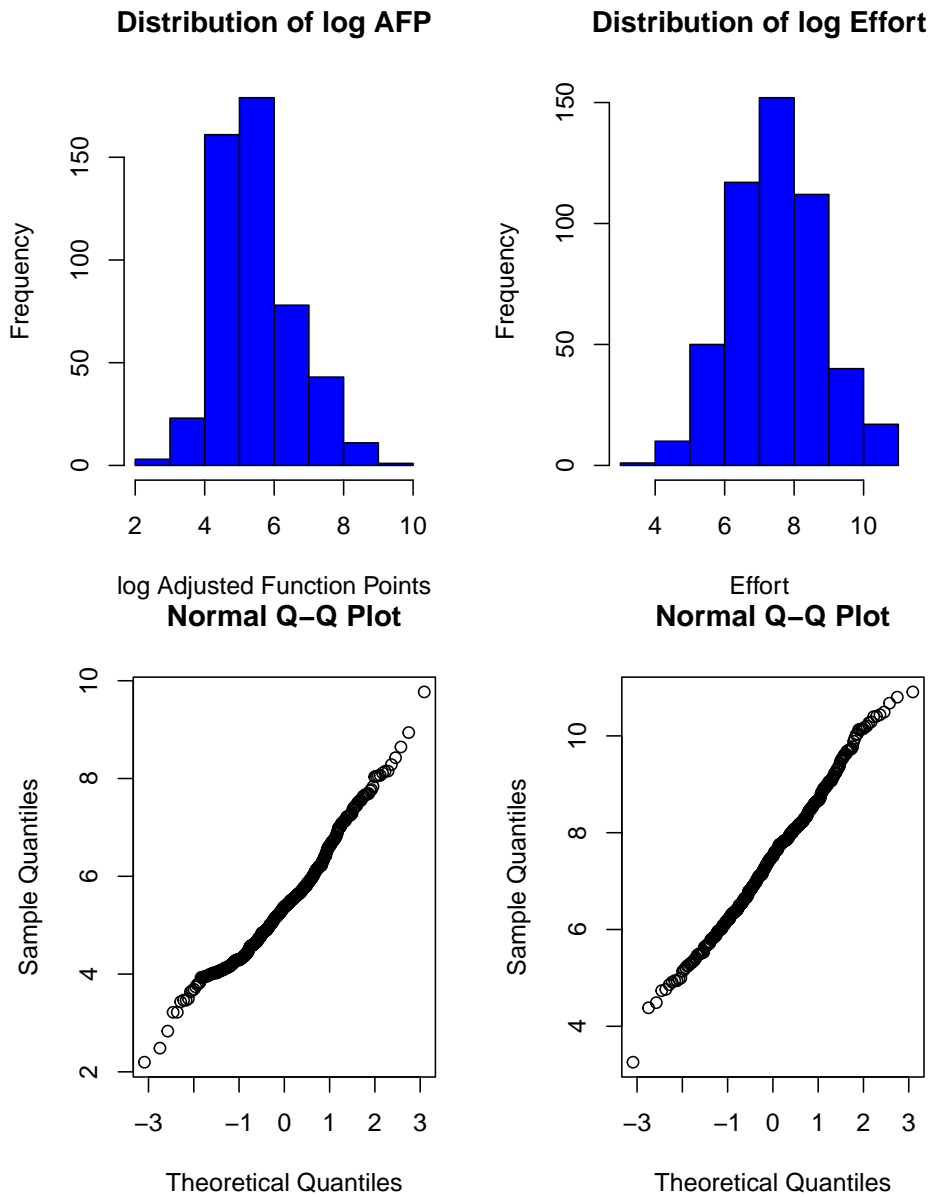 Distribution of log AFP
Frequency
0 50 100 150
2 4 6 8 10
log Adjusted Function Points
Distribution of log Effort
Frequency
0 50 100 150
4 6 8 10
Effort
Normal Q−Q Plot
Sample Quantiles
2 4 6 8 10
−3 −1 0 1 2 3
Theoretical Quantiles
Normal Q−Q Plot
Sample Quantiles
4 6 8 10
−3 −1 0 1 2 3
Theoretical Quantiles